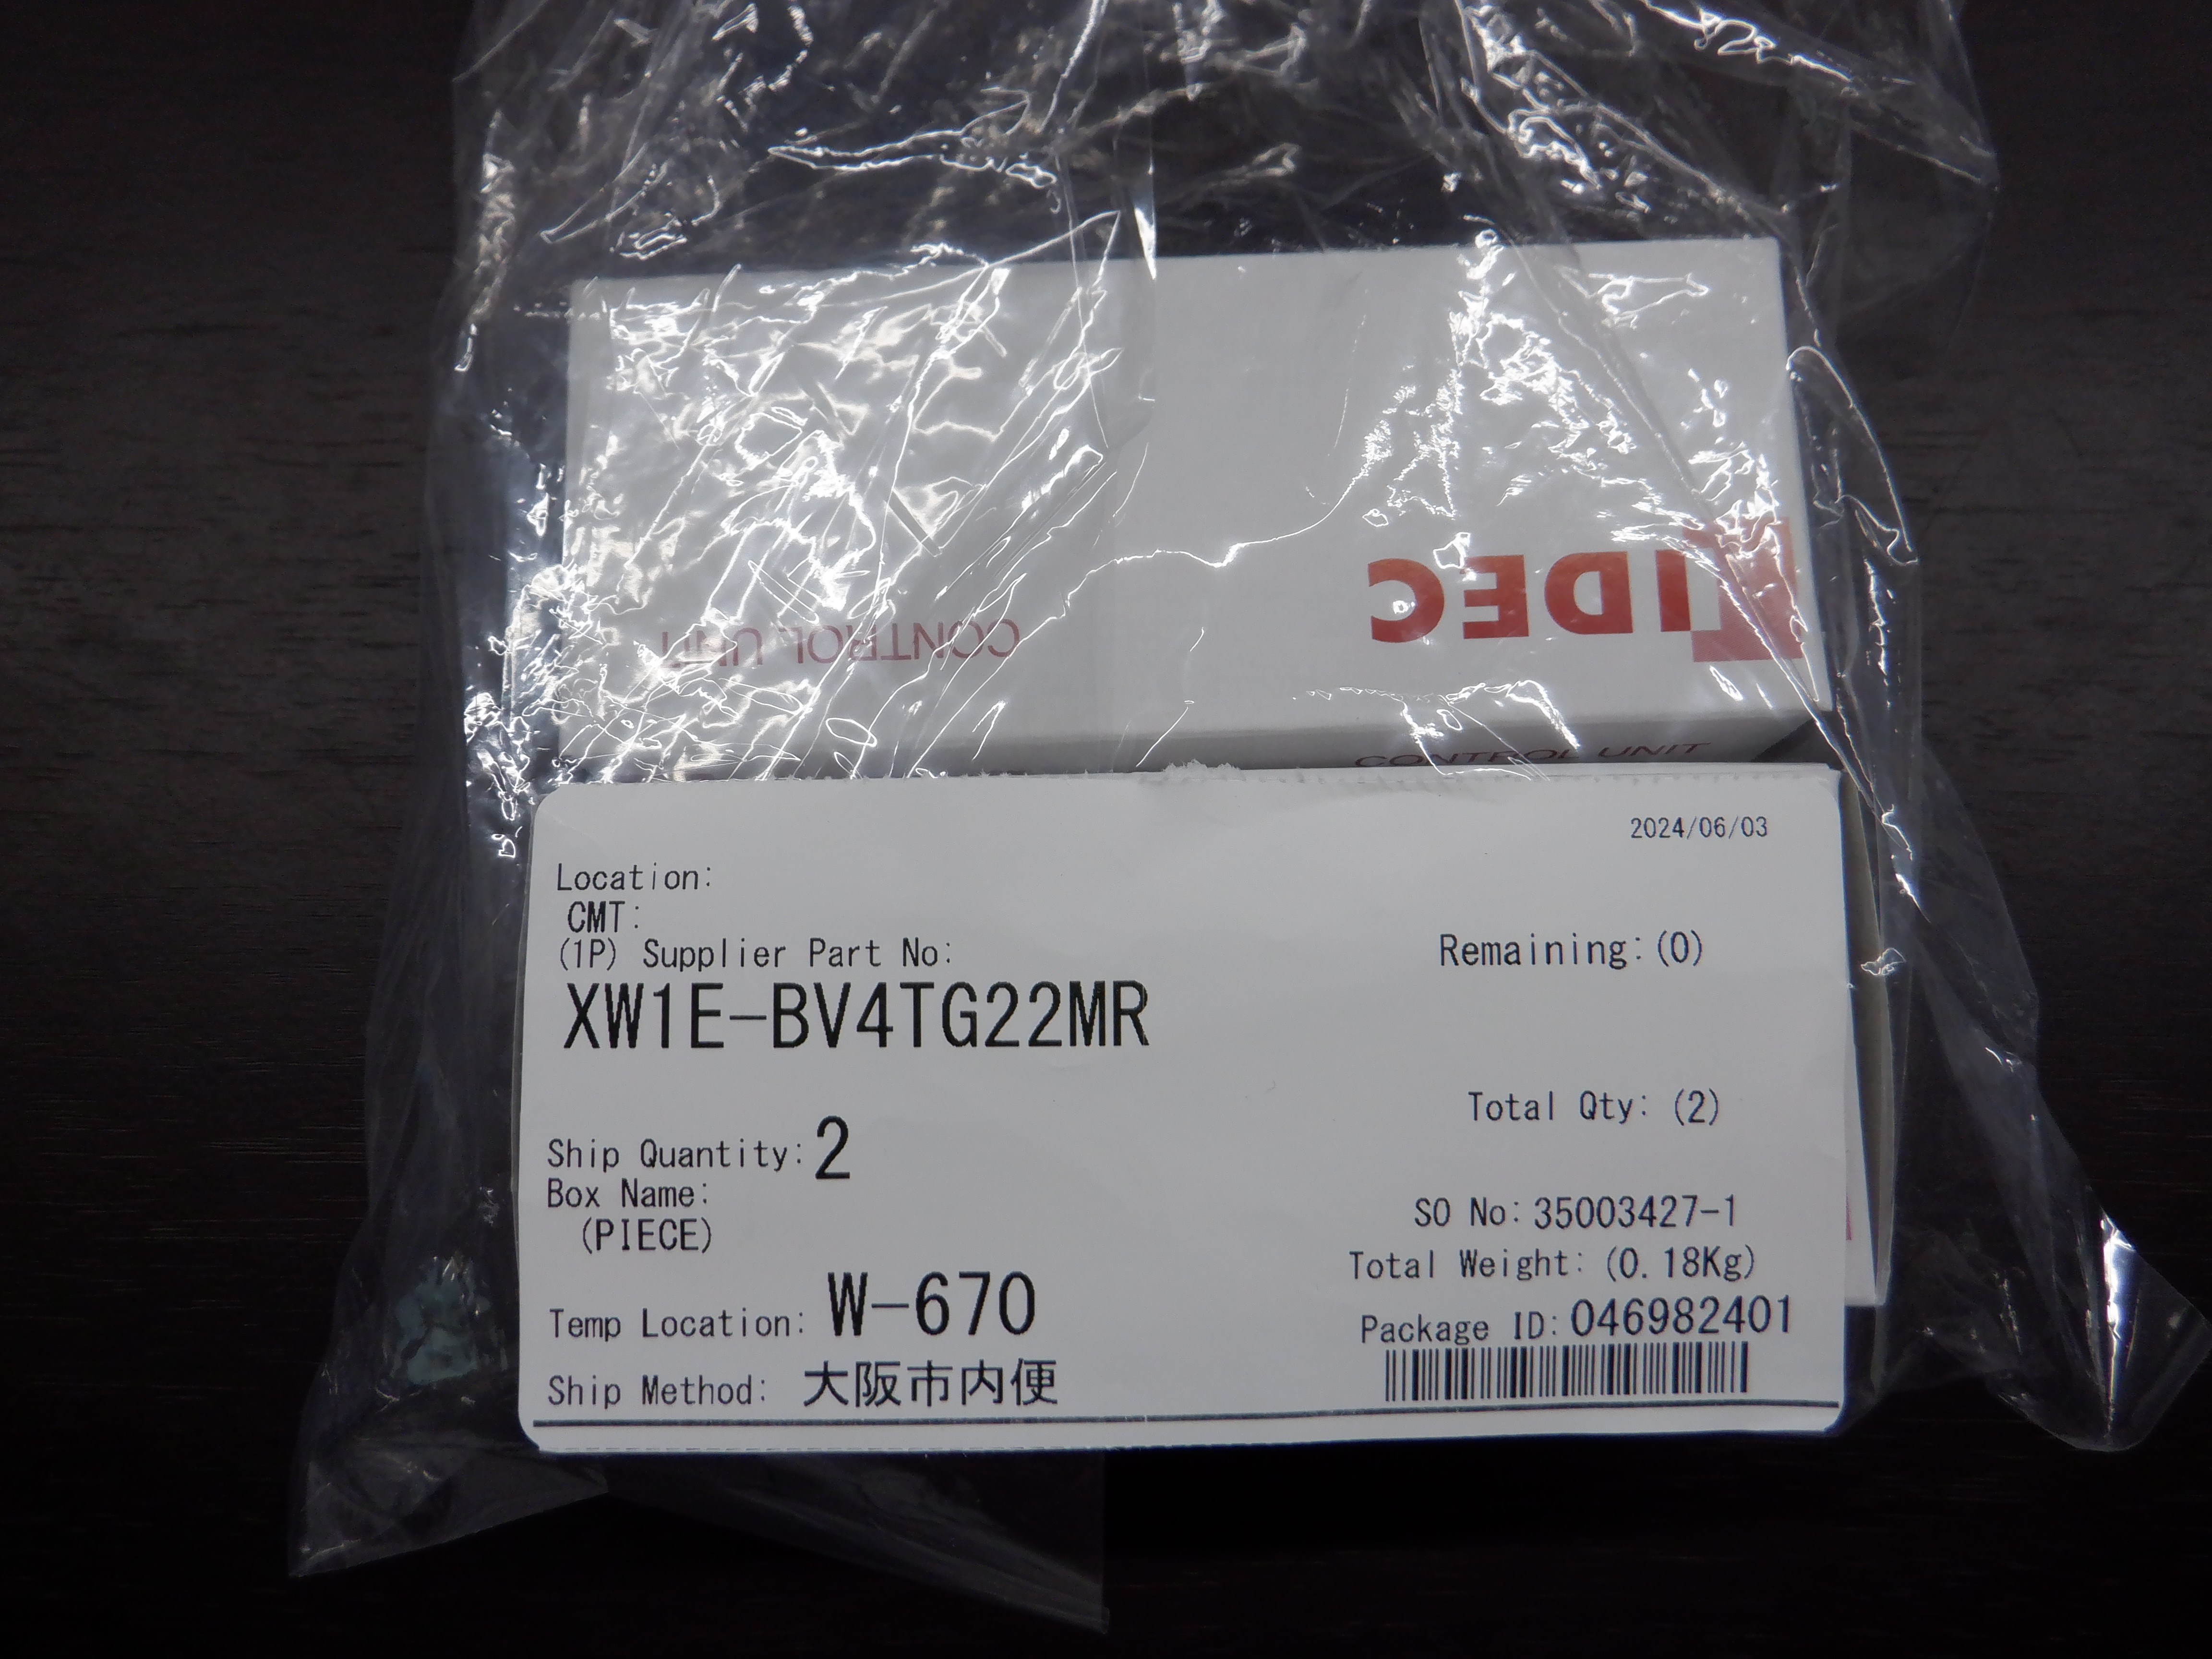 IDEC
CONTROL UNIT
CONTROL UNIT
2024/06/03
Location:
CMT:
(1P) Supplier Part No:
Remaining:(0)
XW1E-BV4TG22MR
Total Qty: (2)
Ship Quantity: 2
Box Name:
(PIECE)
SO No: 35003427-1
Total Weight: (0.18Kg)
Temp Location: W-670
Package ID: 046982401
Ship Method: 大阪市内便